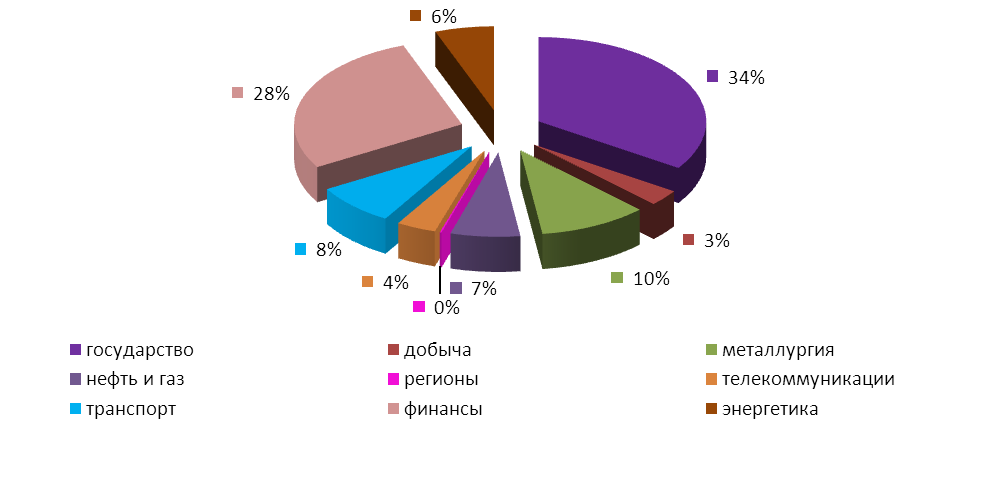 6%
34%
28%
3%
8%
10%
4%
7%
0%
государство
добыча
металлургия
нефть и газ
регионы
телекоммуникации
транспорт
финансы
энергетика